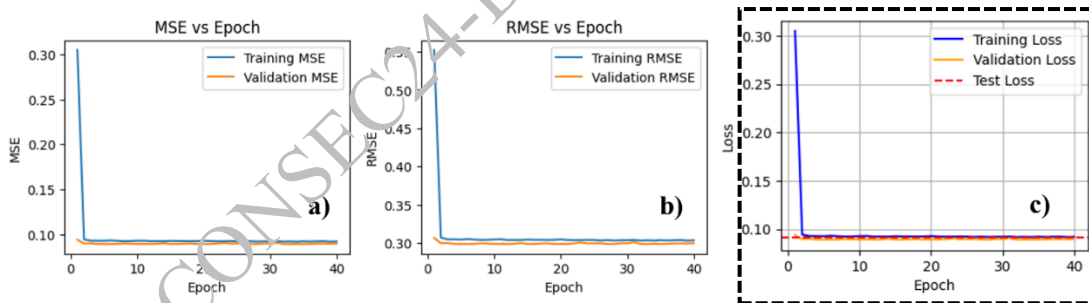 MSE vs Epoch
0.30
0.25
0.20
0.15
0.10
MSE
Training MSE
Validation MSE
a)
0
10
20
30
40
Epoch
RMSE vs Epoch
0.50
0.45
0.40
0.35
0.30
RMSE
Training RMSE
Validation RMSE
b)
0
10
20
30
40
Epoch
0.30
0.25
0.20
0.15
0.10
Loss
Training Loss
Validation Loss
Test Loss
c)
0
10
20
30
40
Epoch
CONSEC24-